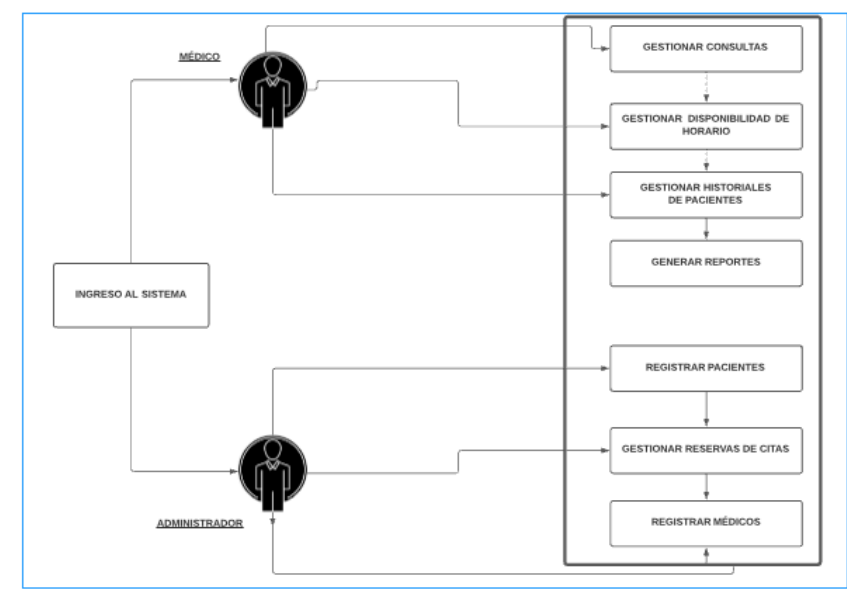 MÉDICO
GESTIONAR CONSULTAS
GESTIONAR DISPONIBILIDAD DE
HORARIO
GESTIONAR HISTORIALES
DE PACIENTES
GENERAR REPORTES
INGRESO AL SISTEMA
REGISTRAR PACIENTES
GESTIONAR RESERVAS DE CITAS
ADMINISTRADOR
REGISTRAR MÉDICOS